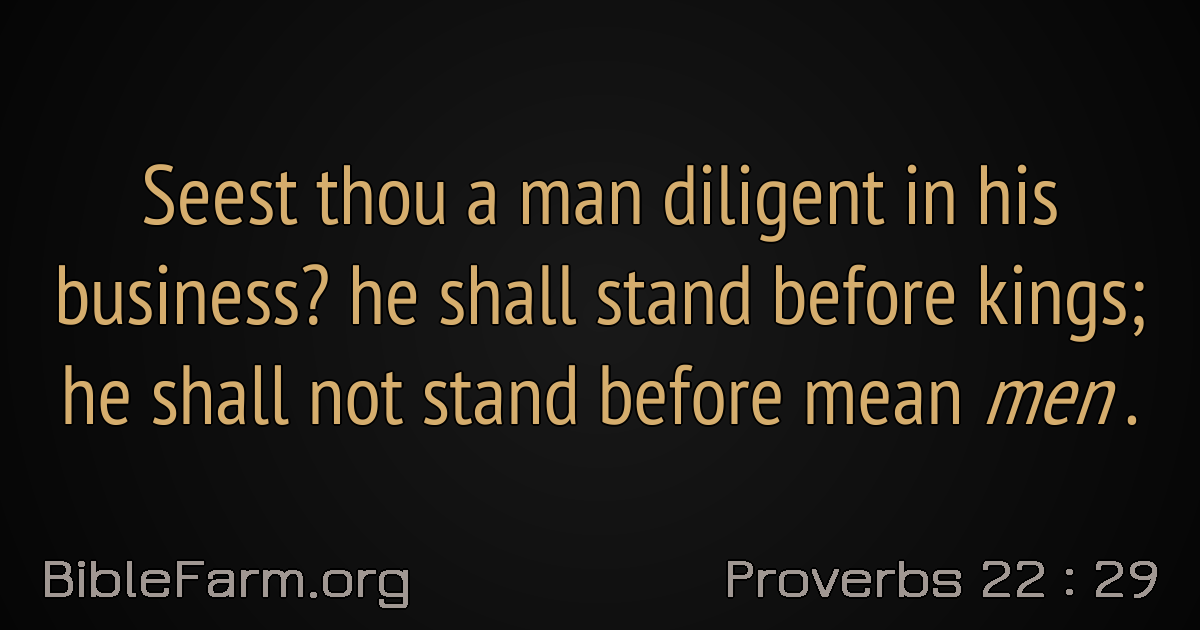 Seest thou a man diligent in his
business? he shall stand before kings;
he shall not stand before mean men .
BibleFarm.org
Proverbs 22 : 29